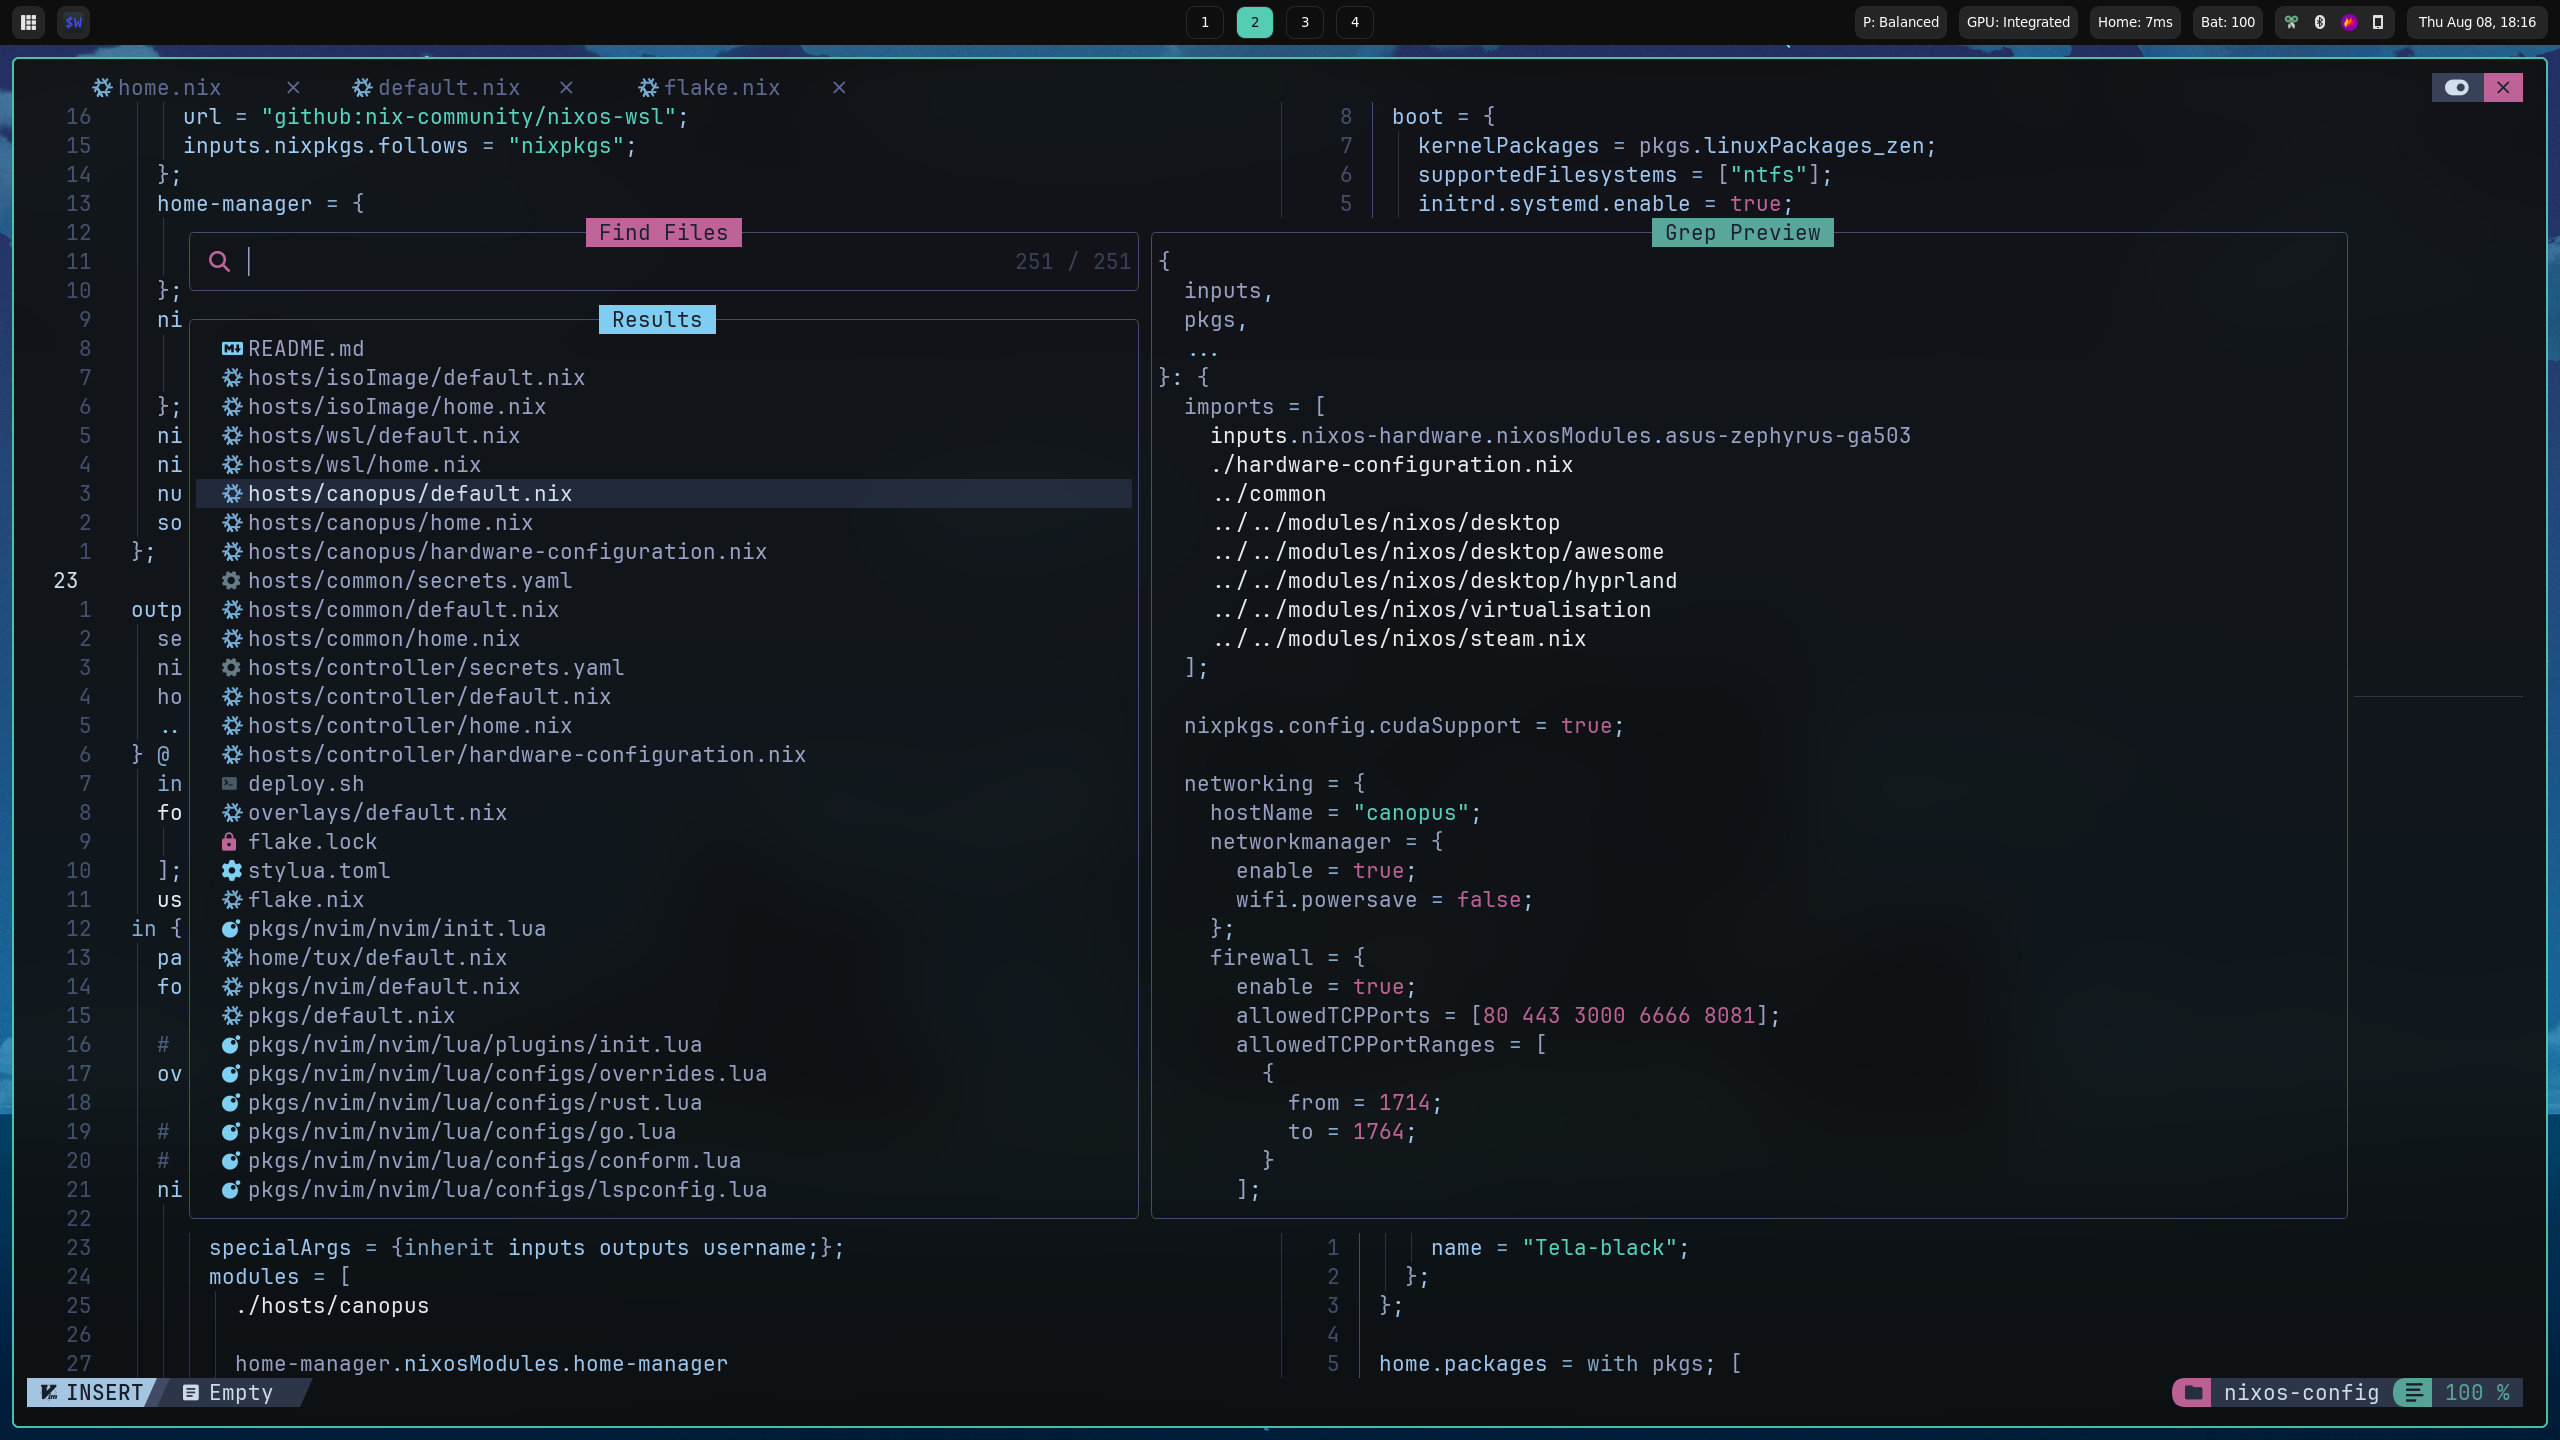 $W
1 2 3 4
P: Balanced GPU: Integrated Home: 7ms Bat: 100 Thu Aug 08, 18:16
home.nix default.nix flake.nix
16 url = "github:nix-community/nixos-wsl";
15 inputs.nixpkgs.follows = "nixpkgs";
14 };
13 home-manager = {
12
11
10 };
9 ni
8
7
6 };
5 ni
4 ni
3 nu
2 so
1 };
23
1 outp
2 se
3 ni
4 ho
5 ..
6 } @
7 in
8 fo
9
10 ];
11 us
12 in {
13 pa
14 fo
15
16 #
17 ov
18
19 #
20 #
21 ni
22
23 specialArgs = {inherit inputs outputs username;};
24 modules = [
25 ./hosts/canopus
26
27 home-manager.nixosModules.home-manager
8 boot = {
7 kernelPackages = pkgs.linuxPackages_zen;
6 supportedFilesystems = ["ntfs"];
5 initrd.systemd.enable = true;
Find Files
251 / 251
Results
README.md
hosts/isoImage/default.nix
hosts/isoImage/home.nix
hosts/wsl/default.nix
hosts/wsl/home.nix
hosts/canopus/default.nix
hosts/canopus/home.nix
hosts/canopus/hardware-configuration.nix
hosts/common/secrets.yaml
hosts/common/default.nix
hosts/common/home.nix
hosts/controller/secrets.yaml
hosts/controller/default.nix
hosts/controller/home.nix
hosts/controller/hardware-configuration.nix
deploy.sh
overlays/default.nix
flake.lock
stylua.toml
flake.nix
pkgs/nvim/nvim/init.lua
home/tux/default.nix
pkgs/nvim/default.nix
pkgs/default.nix
pkgs/nvim/nvim/lua/plugins/init.lua
pkgs/nvim/nvim/lua/configs/overrides.lua
pkgs/nvim/nvim/lua/configs/rust.lua
pkgs/nvim/nvim/lua/configs/go.lua
pkgs/nvim/nvim/lua/configs/conform.lua
pkgs/nvim/nvim/lua/configs/lspconfig.lua
Grep Preview
{
inputs,
pkgs,
...
}: {
imports = [
inputs.nixos-hardware.nixosModules.asus-zephyrus-ga503
./hardware-configuration.nix
../common
../../modules/nixos/desktop
../../modules/nixos/desktop/awesome
../../modules/nixos/desktop/hyprland
../../modules/nixos/virtualisation
../../modules/nixos/steam.nix
];
nixpkgs.config.cudaSupport = true;
networking = {
hostName = "canopus";
networkmanager = {
enable = true;
wifi.powersave = false;
};
firewall = {
enable = true;
allowedTCPPorts = [80 443 3000 6666 8081];
allowedTCPPortRanges = [
{
from = 1714;
to = 1764;
}
];
1 name = "Tela-black";
2 };
3 };
4
5 home.packages = with pkgs; [
INSERT Empty
nixos-config 100 %